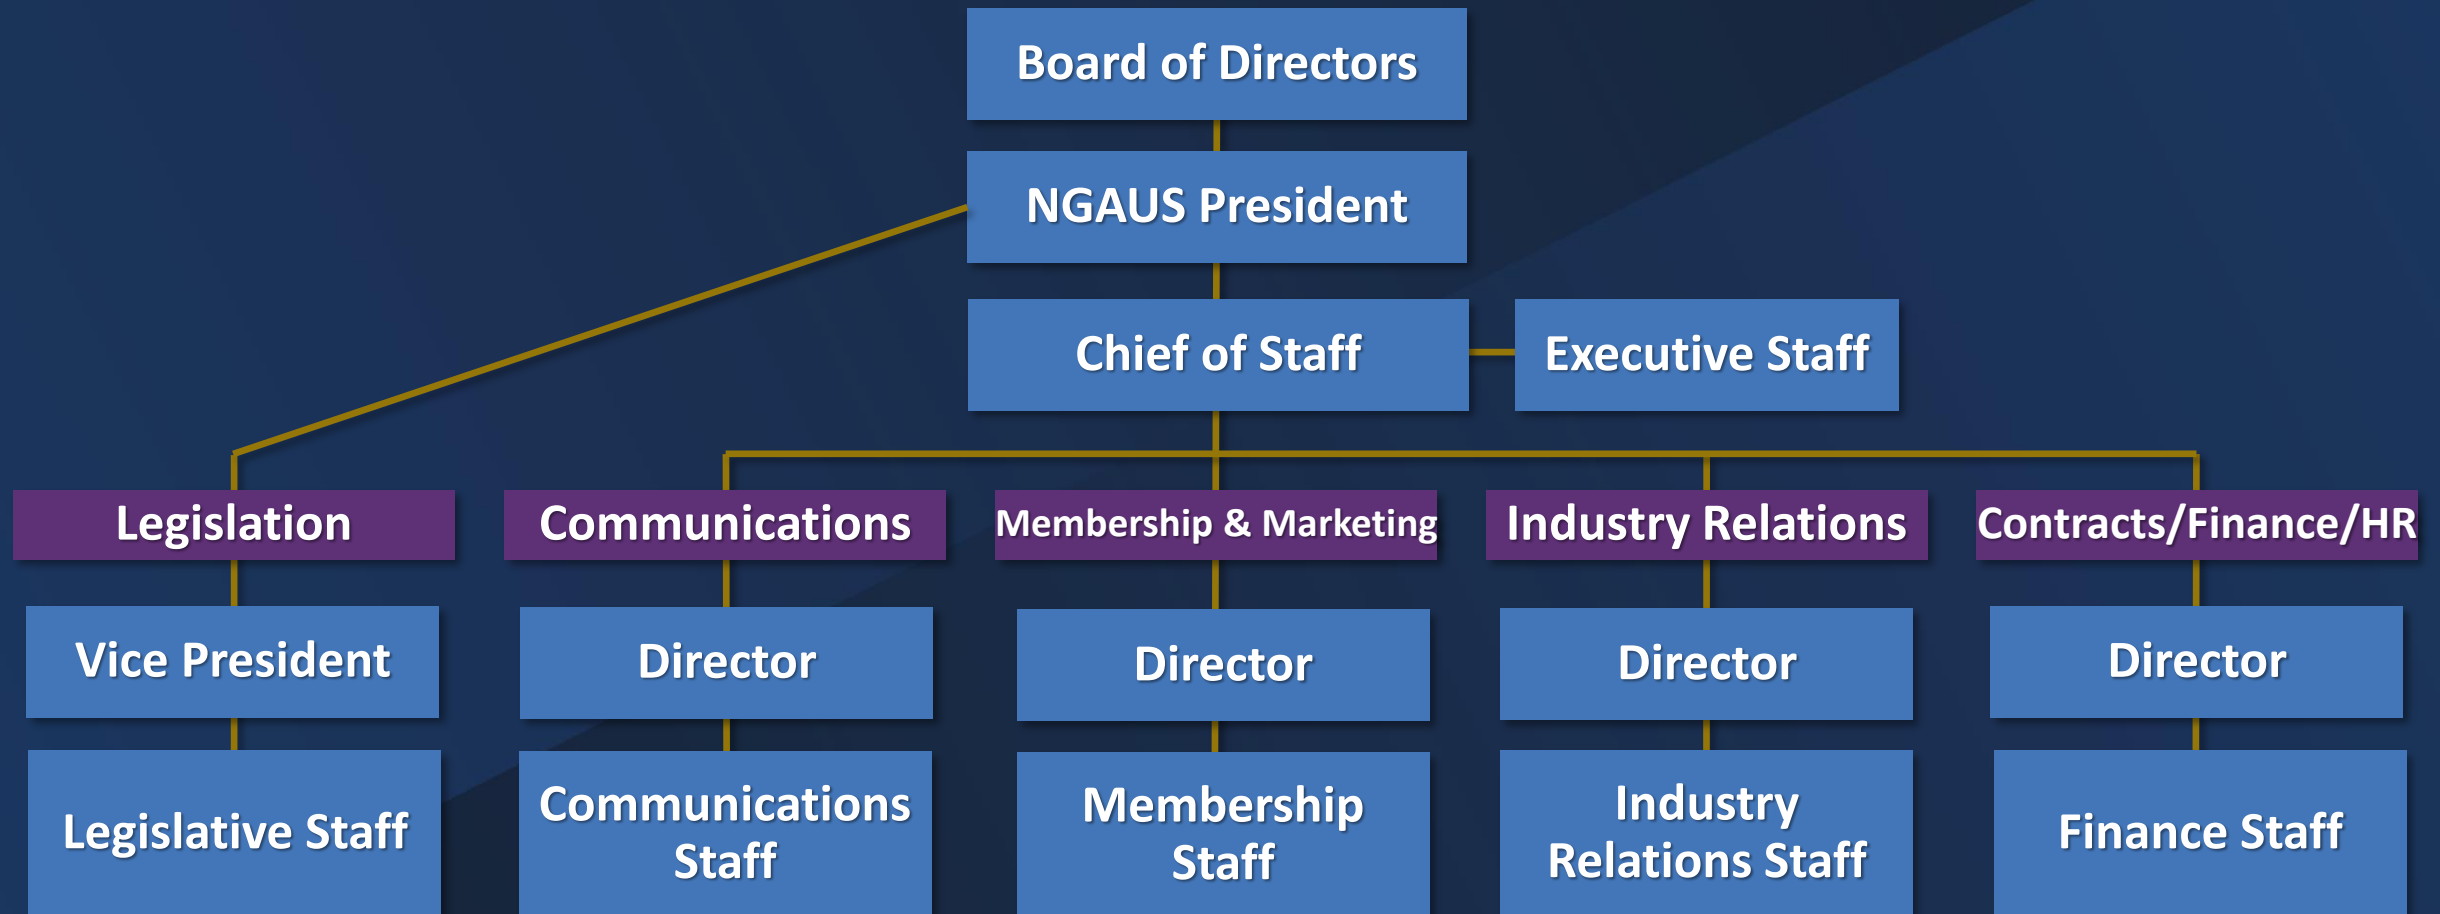 Board of Directors
NGAUS President
Chief of Staff
Executive Staff
Legislation
Communications
Membership & Marketing
Industry Relations
Contracts/Finance/HR
Vice President
Director
Director
Director
Director
Legislative Staff
Communications
Staff
Membership
Staff
Industry
Relations Staff
Finance Staff